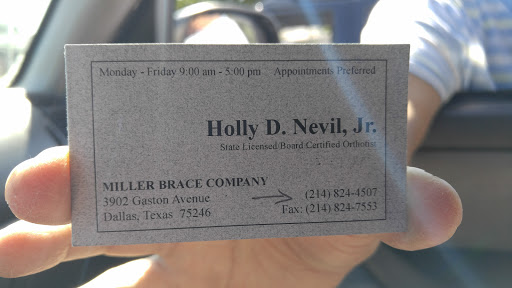 Monday - Friday 9:00 am - 5:00 pm Appointments Preferred
Holly D. Nevil, Jr.
State Licensed Board Certified Orthotist
MILLER BRACE COMPANY
3902 Gaston Avenue (214) 824-4507
Dallas, Texas 75246 Fax: (214) 824-7553